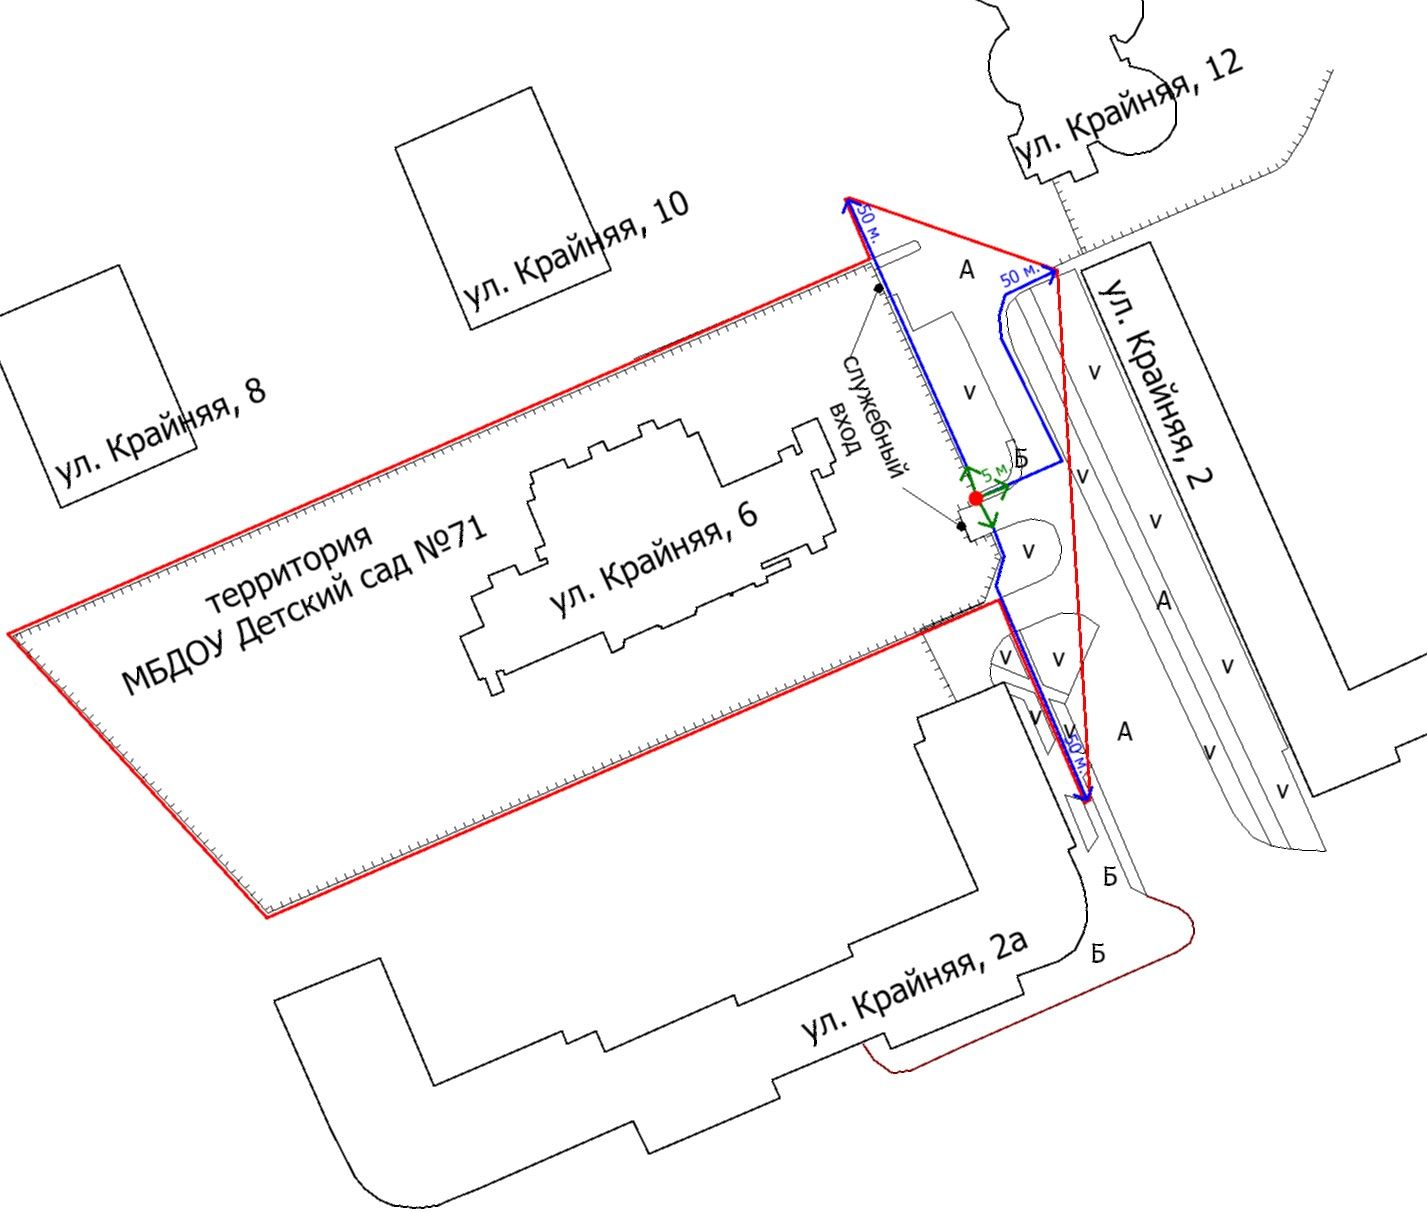 ул. Крайняя, 12
ул. Крайняя, 10
50 м.
А
50 м.
ул. Крайняя, 2
ул. Крайняя, 8
служебный
вход
v
v
Б
5 м.
v
v
территория
МБДОУ Детский сад №71
ул. Крайняя, 6
v
А
v
v
v
v
v
А
50 м.
v
v
Б
Б
ул. Крайняя, 2а